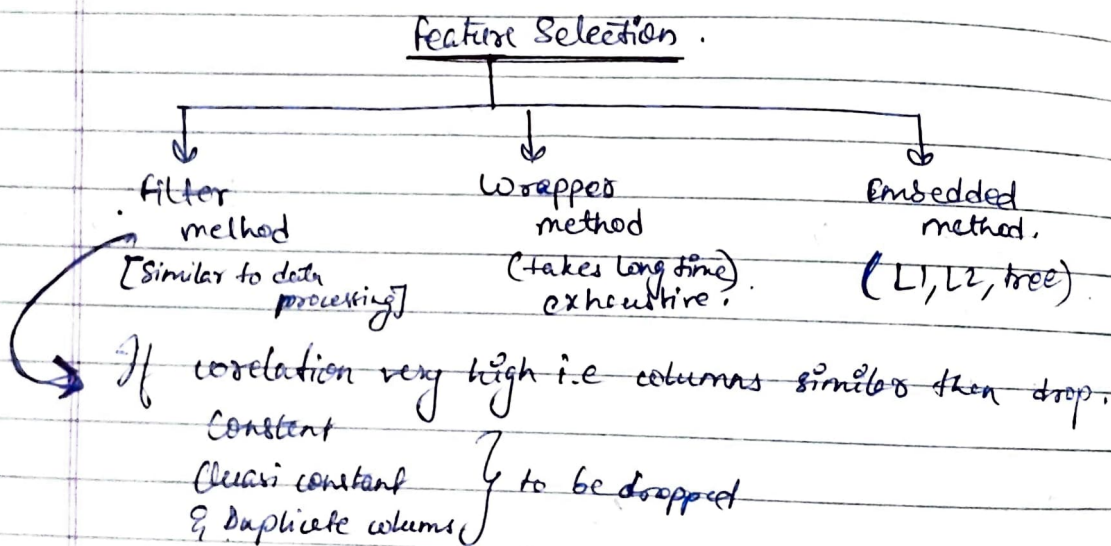 Feature Selection.
Filter
method
[Similar to data
processing]
Wrapper
method
(takes long time)
exhaustive.
Embedded
method.
(L1, L2, tree)
If corelation very high i.e columns similar then drop.
Constant
Quasi constant
& Duplicate colums
} to be dropped